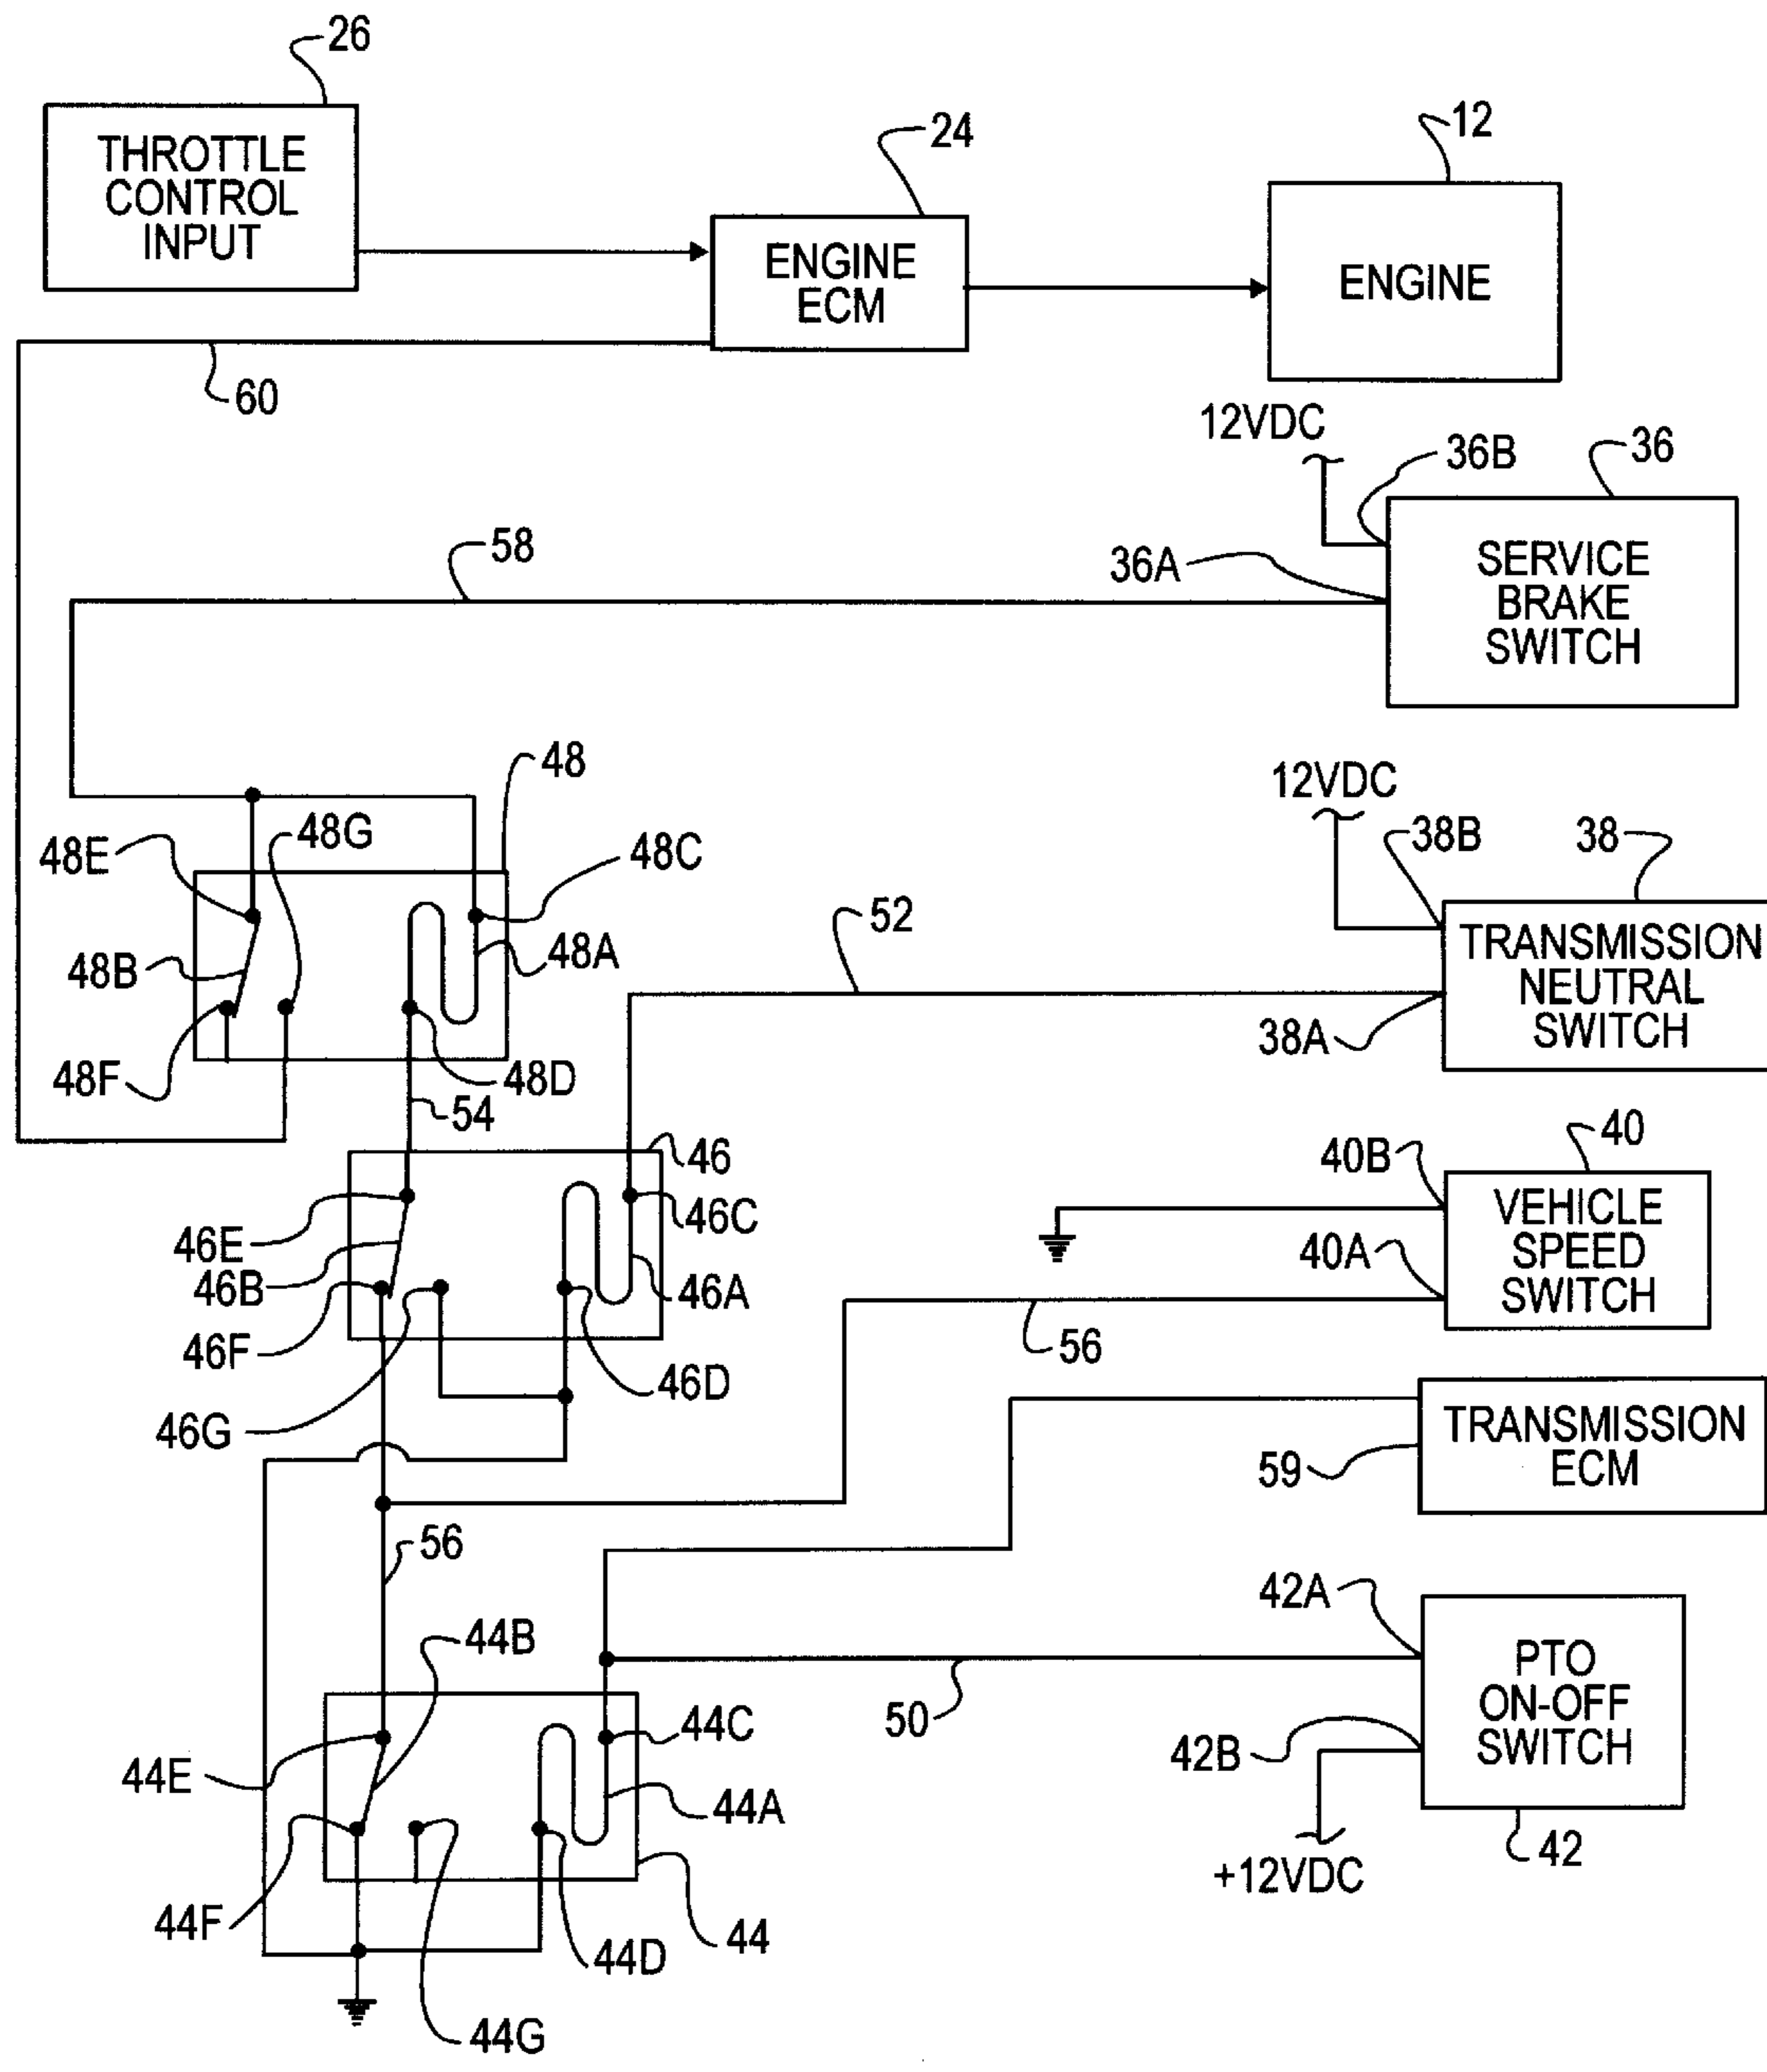 26
THROTTLE
CONTROL
INPUT
24
ENGINE
ECM
12
ENGINE
60
12VDC
36B
36
36A
SERVICE
BRAKE
SWITCH
58
48
48E
48G
48C
48B
48A
48F
48D
54
12VDC
38B
38
TRANSMISSION
NEUTRAL
SWITCH
38A
52
46
46E
46C
46B
46A
46F
46D
46G
40B
40
VEHICLE
SPEED
SWITCH
40A
56
TRANSMISSION
ECM
59
56
42A
PTO
ON-OFF
SWITCH
42B
+12VDC
42
50
44B
44C
44E
44A
44F
44D
44
44G